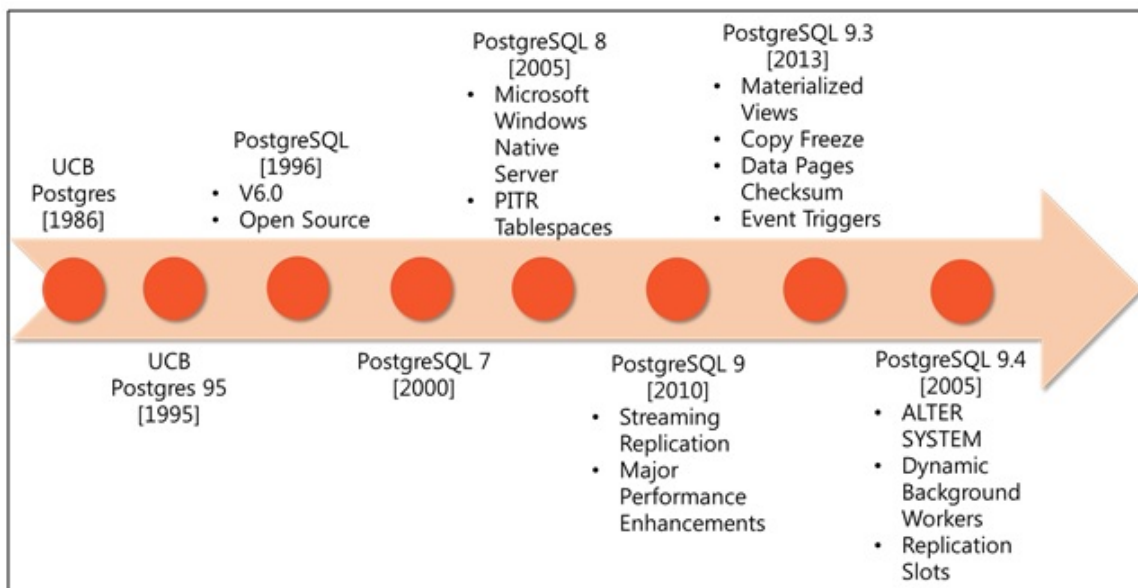 UCB
Postgres
[1986]
PostgreSQL
[1996]
• V6.0
• Open Source
PostgreSQL 8
[2005]
• Microsoft
Windows
Native
Server
• PITR
Tablespaces
PostgreSQL 9.3
[2013]
• Materialized
Views
• Copy Freeze
• Data Pages
Checksum
• Event Triggers
UCB
Postgres 95
[1995]
PostgreSQL 7
[2000]
PostgreSQL 9
[2010]
• Streaming
Replication
• Major
Performance
Enhancements
PostgreSQL 9.4
[2005]
• ALTER
SYSTEM
• Dynamic
Background
Workers
• Replication
Slots